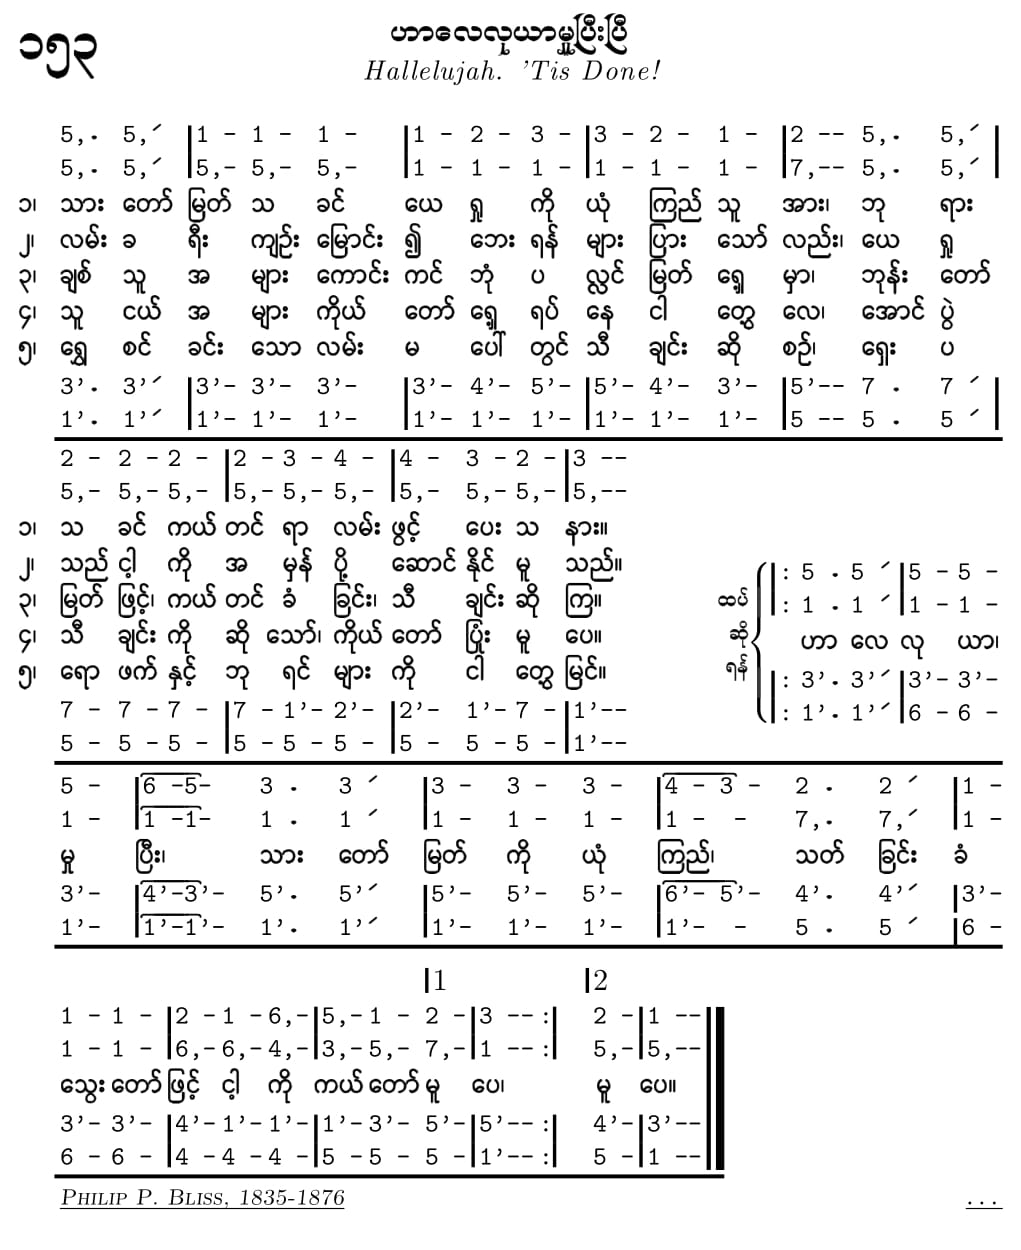 ၁၅၃
ဟာလေလုယာမှုပြီးပြီ
Hallelujah. ’Tis Done!
5,. 5,´ |1 - 1 - 1 - |1 - 2 - 3 - |3 - 2 - 1 - |2 -- 5,. 5,´ |
5,. 5,´ |5,- 5,- 5,- |1 - 1 - 1 - |1 - 1 - 1 - |7,-- 5,. 5,´ |
၁၊ သား တော် မြတ် သ ခင် ယေ ရှု ကို ယုံ ကြည် သူ အား၊ ဘု ရား
၂၊ လမ်း ခ ရီး ကျဉ်း မြောင်း ၍ ဘေး ရန် များ ပြား သော် လည်း၊ ယေ ရှု
၃၊ ချစ် သူ အ များ ကောင်း ကင် ဘုံ ပ လ္လင် မြတ် ရှေ့ မှာ၊ ဘုန်း တော်
၄၊ သူ ငယ် အ များ ကိုယ် တော် ရှေ့ ရပ် နေ ငါ တွေ့ လေ၊ အောင် ပွဲ
၅၊ ရွှေ စင် ခင်း သော လမ်း မ ပေါ် တွင် သီ ချင်း ဆို စဉ်၊ ရှေး ပ
3’. 3’´ |3’- 3’- 3’- |3’- 4’- 5’- |5’- 4’- 3’- |5’-- 7 . 7 ´ |
1’. 1’´ |1’- 1’- 1’- |1’- 1’- 1’- |1’- 1’- 1’- |5 -- 5 . 5 ´ |
2 - 2 - 2 - |2 - 3 - 4 - |4 - 3 - 2 - |3 --
5,- 5,- 5,- |5,- 5,- 5,- |5,- 5,- 5,- |5,--
၁၊ သ ခင် ကယ် တင် ရာ လမ်း ဖွင့် ပေး သ နား။
၂၊ သည် ငါ့ ကို အ မှန် ပို့ ဆောင် နိုင် မူ သည်။
၃၊ မြတ် ဖြင့်၊ ကယ် တင် ခံ ခြင်း၊ သီ ချင်း ဆို ကြ။
၄၊ သီ ချင်း ကို ဆို သော်၊ ကိုယ် တော် ပြုံး မူ ပေ။
၅၊ ရော ဖက် နှင့် ဘု ရင် များ ကို ငါ တွေ့ မြင်။
7 - 7 - 7 - |7 - 1’- 2’- |2’- 1’- 7 - |1’--
5 - 5 - 5 - |5 - 5 - 5 - |5 - 5 - 5 - |1’--
ထပ် ဆို ရန်
|: 5 . 5 ´ |5 - 5 -
|: 1 . 1 ´ |1 - 1 -
ဟာ လေ လု ယာ၊
|: 3’. 3’´ |3’- 3’-
|: 1’. 1’´ |6 - 6 -
5 - |6 -5- 3 . 3 ´ |3 - 3 - 3 - |4 - 3 - 2 . 2 ´ |1 -
1 - |1 -1- 1 . 1 ´ |1 - 1 - 1 - |1 - - 7,. 7,´ |1 -
မှု ပြီး၊ သား တော် မြတ် ကို ယုံ ကြည်၊ သတ် ခြင်း ခံ
3’- |4’-3’- 5’. 5’´ |5’- 5’- 5’- |6’- 5’- 4’. 4’´ |3’-
1’- |1’-1’- 1’. 1’´ |1’- 1’- 1’- |1’- - 5 . 5 ´ |6 -
|1 |2
1 - 1 - |2 - 1 - 6,- |5,- 1 - 2 - |3 -- :| 2 - |1 --
1 - 1 - |6,- 6,- 4,- |3,- 5,- 7,- |1 -- :| 5,- |5,--
သွေး တော် ဖြင့် ငါ့ ကို ကယ် တော် မူ ပေ၊ မူ ပေ။
3’- 3’- |4’- 1’- 1’- |1’- 3’- 5’- |5’-- :| 4’- |3’--
6 - 6 - |4 - 4 - 4 - |5 - 5 - 5 - |1’-- :| 5 - |1 --
PHILIP P. BLISS, 1835-1876 ...